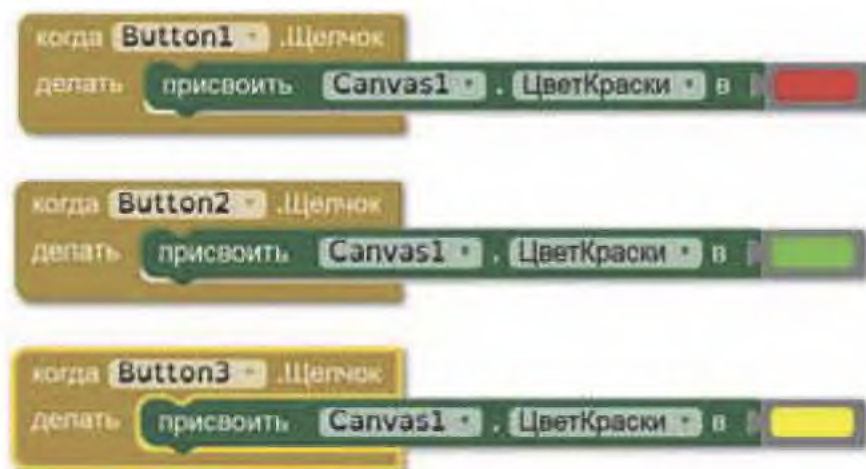 когда Button1 .Щелчок
делать присвоить Canvas1 . ЦветКраски в
когда Button2 .Щелчок
делать присвоить Canvas1 . ЦветКраски в
когда Button3 .Щелчок
делать присвоить Canvas1 . ЦветКраски в